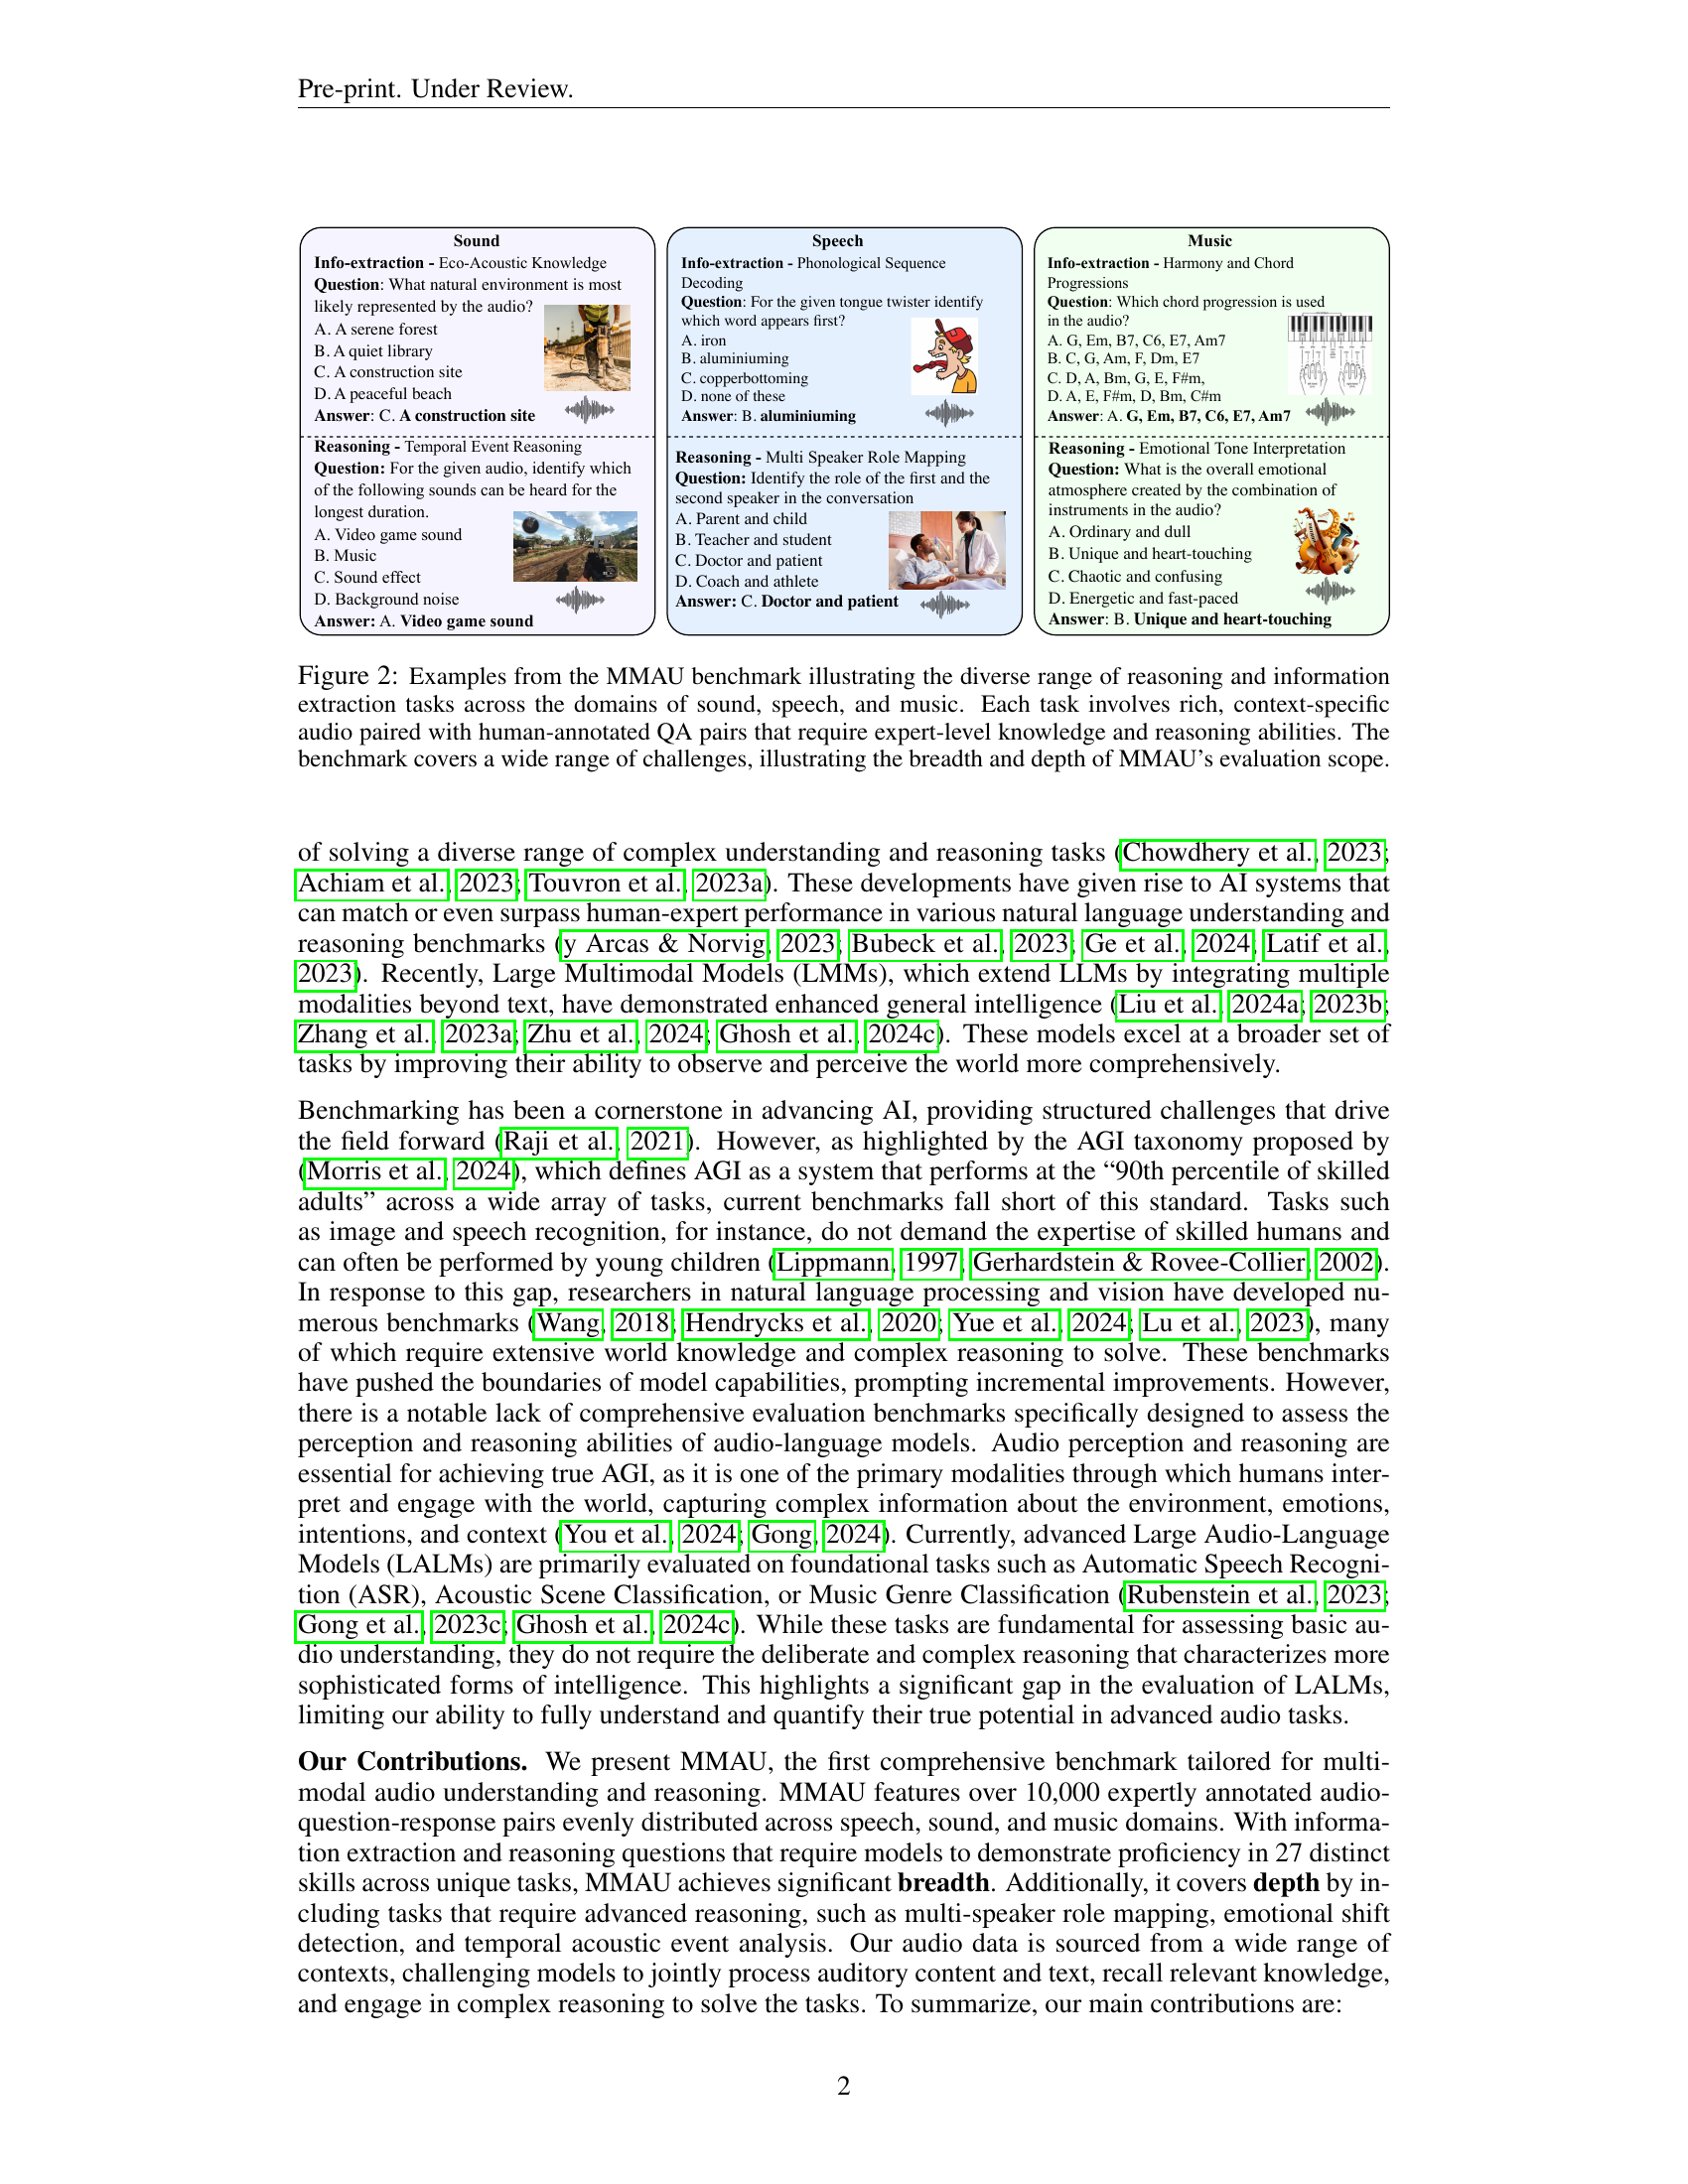 Pre-print. Under Review.
Sound
Info-extraction - Eco-Acoustic Knowledge
Question: What natural environment is most
likely represented by the audio?
A. A serene forest
B. A quiet library
C. A construction site
D. A peaceful beach
Answer: C. A construction site
Reasoning - Temporal Event Reasoning
Question: For the given audio, identify which
of the following sounds can be heard for the
longest duration.
A. Video game sound
B. Music
C. Sound effect
D. Background noise
Answer: A. Video game sound
Speech
Info-extraction - Phonological Sequence
Decoding
Question: For the given tongue twister identify
which word appears first?
A. iron
B. aluminiuming
C. copperbottoming
D. none of these
Answer: B. aluminiuming
Reasoning - Multi Speaker Role Mapping
Question: Identify the role of the first and the
second speaker in the conversation
A. Parent and child
B. Teacher and student
C. Doctor and patient
D. Coach and athlete
Answer: C. Doctor and patient
Music
Info-extraction - Harmony and Chord
Progressions
Question: Which chord progression is used
in the audio?
A. G, Em, B7, C6, E7, Am7
B. C, G, Am, F, Dm, E7
C. D, A, Bm, G, E, F#m,
D. A, E, F#m, D, Bm, C#m
Answer: A. G, Em, B7, C6, E7, Am7
Reasoning - Emotional Tone Interpretation
Question: What is the overall emotional
atmosphere created by the combination of
instruments in the audio?
A. Ordinary and dull
B. Unique and heart-touching
C. Chaotic and confusing
D. Energetic and fast-paced
Answer: B. Unique and heart-touching
Figure 2: Examples from the MMAU benchmark illustrating the diverse range of reasoning and information
extraction tasks across the domains of sound, speech, and music. Each task involves rich, context-specific
audio paired with human-annotated QA pairs that require expert-level knowledge and reasoning abilities. The
benchmark covers a wide range of challenges, illustrating the breadth and depth of MMAU's evaluation scope.
of solving a diverse range of complex understanding and reasoning tasks (Chowdhery et al., 2023;
Achiam et al., 2023; Touvron et al., 2023a). These developments have given rise to AI systems that
can match or even surpass human-expert performance in various natural language understanding and
reasoning benchmarks (y Arcas & Norvig, 2023; Bubeck et al., 2023; Ge et al., 2024; Latif et al.,
2023). Recently, Large Multimodal Models (LMMs), which extend LLMs by integrating multiple
modalities beyond text, have demonstrated enhanced general intelligence (Liu et al., 2024a; 2023b;
Zhang et al., 2023a; Zhu et al., 2024; Ghosh et al., 2024c). These models excel at a broader set of
tasks by improving their ability to observe and perceive the world more comprehensively.
Benchmarking has been a cornerstone in advancing AI, providing structured challenges that drive
the field forward (Raji et al., 2021). However, as highlighted by the AGI taxonomy proposed by
(Morris et al., 2024), which defines AGI as a system that performs at the “90th percentile of skilled
adults” across a wide array of tasks, current benchmarks fall short of this standard. Tasks such
as image and speech recognition, for instance, do not demand the expertise of skilled humans and
can often be performed by young children (Lippmann, 1997; Gerhardstein & Rovee-Collier, 2002).
In response to this gap, researchers in natural language processing and vision have developed nu-
merous benchmarks (Wang, 2018; Hendrycks et al., 2020; Yue et al., 2024; Lu et al., 2023), many
of which require extensive world knowledge and complex reasoning to solve. These benchmarks
have pushed the boundaries of model capabilities, prompting incremental improvements. However,
there is a notable lack of comprehensive evaluation benchmarks specifically designed to assess the
perception and reasoning abilities of audio-language models. Audio perception and reasoning are
essential for achieving true AGI, as it is one of the primary modalities through which humans inter-
pret and engage with the world, capturing complex information about the environment, emotions,
intentions, and context (You et al., 2024; Gong, 2024). Currently, advanced Large Audio-Language
Models (LALMs) are primarily evaluated on foundational tasks such as Automatic Speech Recogni-
tion (ASR), Acoustic Scene Classification, or Music Genre Classification (Rubenstein et al., 2023;
Gong et al., 2023c; Ghosh et al., 2024c). While these tasks are fundamental for assessing basic au-
dio understanding, they do not require the deliberate and complex reasoning that characterizes more
sophisticated forms of intelligence. This highlights a significant gap in the evaluation of LALMs,
limiting our ability to fully understand and quantify their true potential in advanced audio tasks.
Our Contributions. We present MMAU, the first comprehensive benchmark tailored for multi-
modal audio understanding and reasoning. MMAU features over 10,000 expertly annotated audio-
question-response pairs evenly distributed across speech, sound, and music domains. With informa-
tion extraction and reasoning questions that require models to demonstrate proficiency in 27 distinct
skills across unique tasks, MMAU achieves significant breadth. Additionally, it covers depth by in-
cluding tasks that require advanced reasoning, such as multi-speaker role mapping, emotional shift
detection, and temporal acoustic event analysis. Our audio data is sourced from a wide range of
contexts, challenging models to jointly process auditory content and text, recall relevant knowledge,
and engage in complex reasoning to solve the tasks. To summarize, our main contributions are:
2